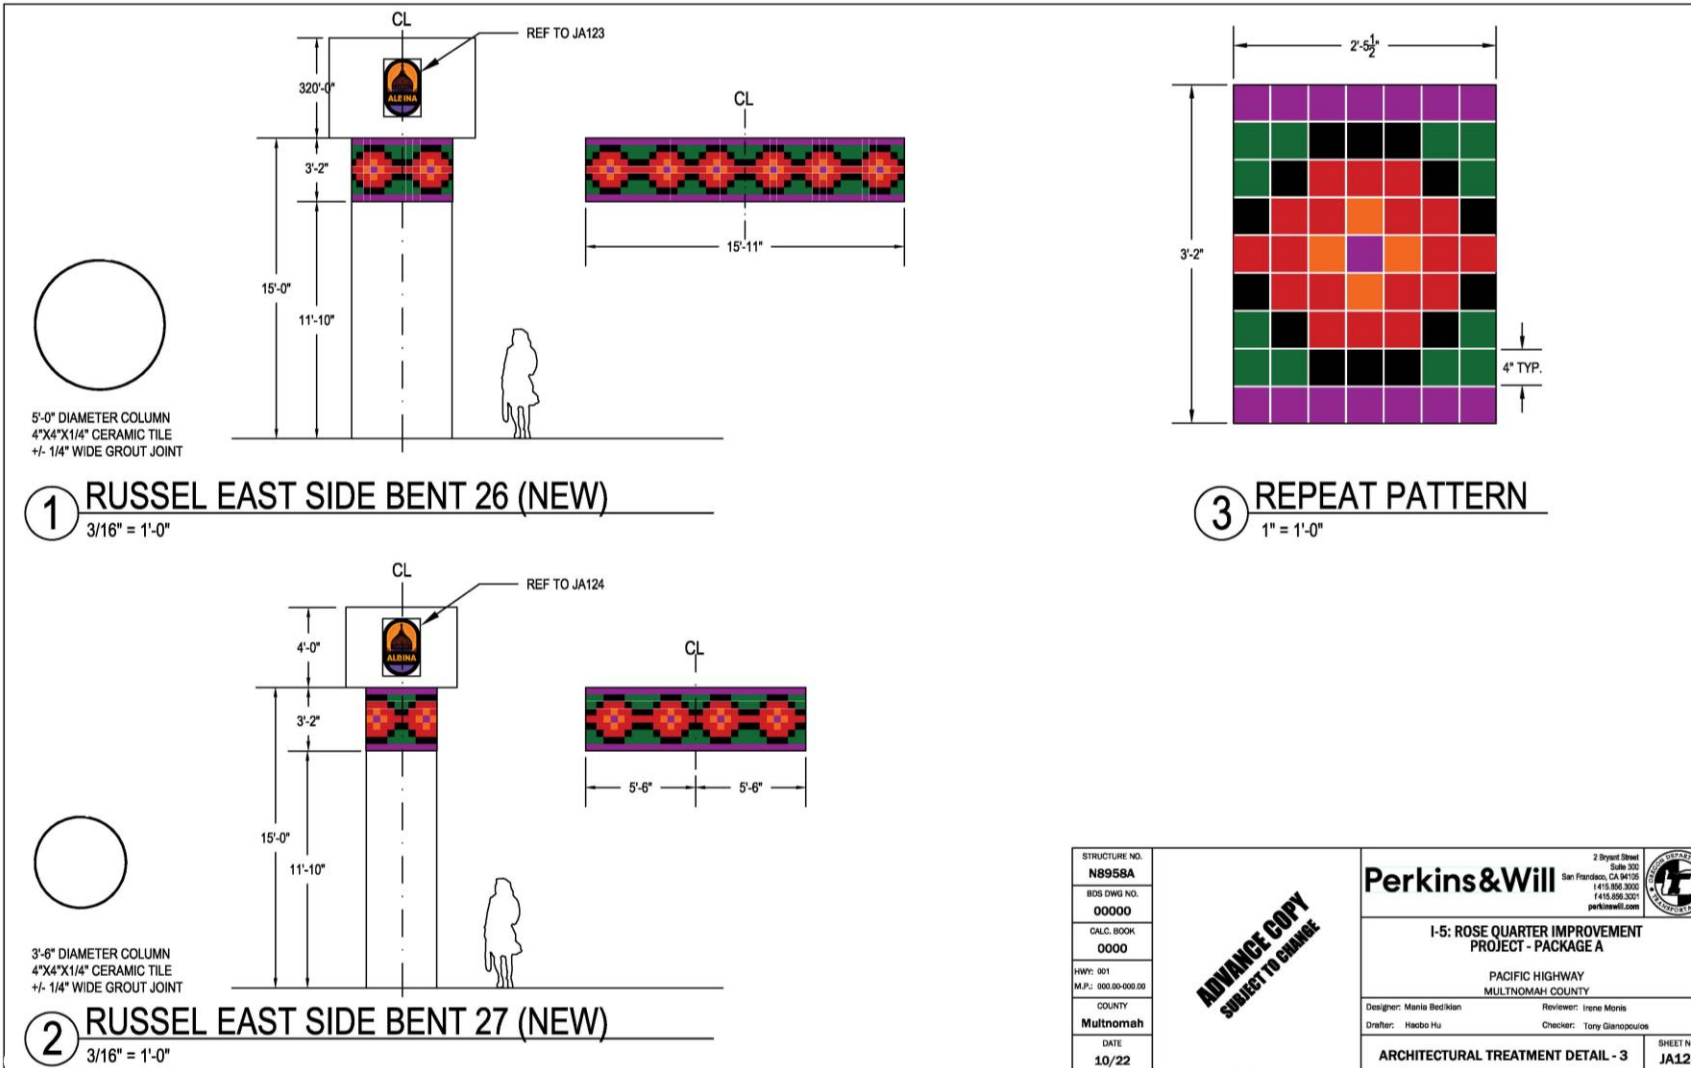 CL
REF TO JA123
320'-0"
ALBINA
3'-2"
15'-0"
11'-10"
CL
15'-11"
5'-0" DIAMETER COLUMN
4"X4"X1/4" CERAMIC TILE
+/- 1/4" WIDE GROUT JOINT
1 RUSSEL EAST SIDE BENT 26 (NEW)
3/16" = 1'-0"
2'-5 1/2"
3'-2"
4" TYP.
3 REPEAT PATTERN
1" = 1'-0"
CL
REF TO JA124
4'-0"
ALBINA
3'-2"
15'-0"
11'-10"
CL
5'-6" 5'-6"
3'-6" DIAMETER COLUMN
4"X4"X1/4" CERAMIC TILE
+/- 1/4" WIDE GROUT JOINT
2 RUSSEL EAST SIDE BENT 27 (NEW)
3/16" = 1'-0"
STRUCTURE NO.
N8958A
BDS DWG NO.
00000
CALC. BOOK
0000
HWY: 001
M.P.: 000.00-000.00
COUNTY
Multnomah
DATE
10/22
ADVANCE COPY
SUBJECT TO CHANGE
Perkins&Will
2 Bryant Street
Suite 300
San Francisco, CA 94105
t 415.856.3000
f 415.856.3001
perkinswill.com
I-5: ROSE QUARTER IMPROVEMENT
PROJECT - PACKAGE A
PACIFIC HIGHWAY
MULTNOMAH COUNTY
Designer: Mania Bedikian Reviewer: Irene Monis
Drafter: Haobo Hu Checker: Tony Gianopoulos
ARCHITECTURAL TREATMENT DETAIL - 3
SHEET N
JA12